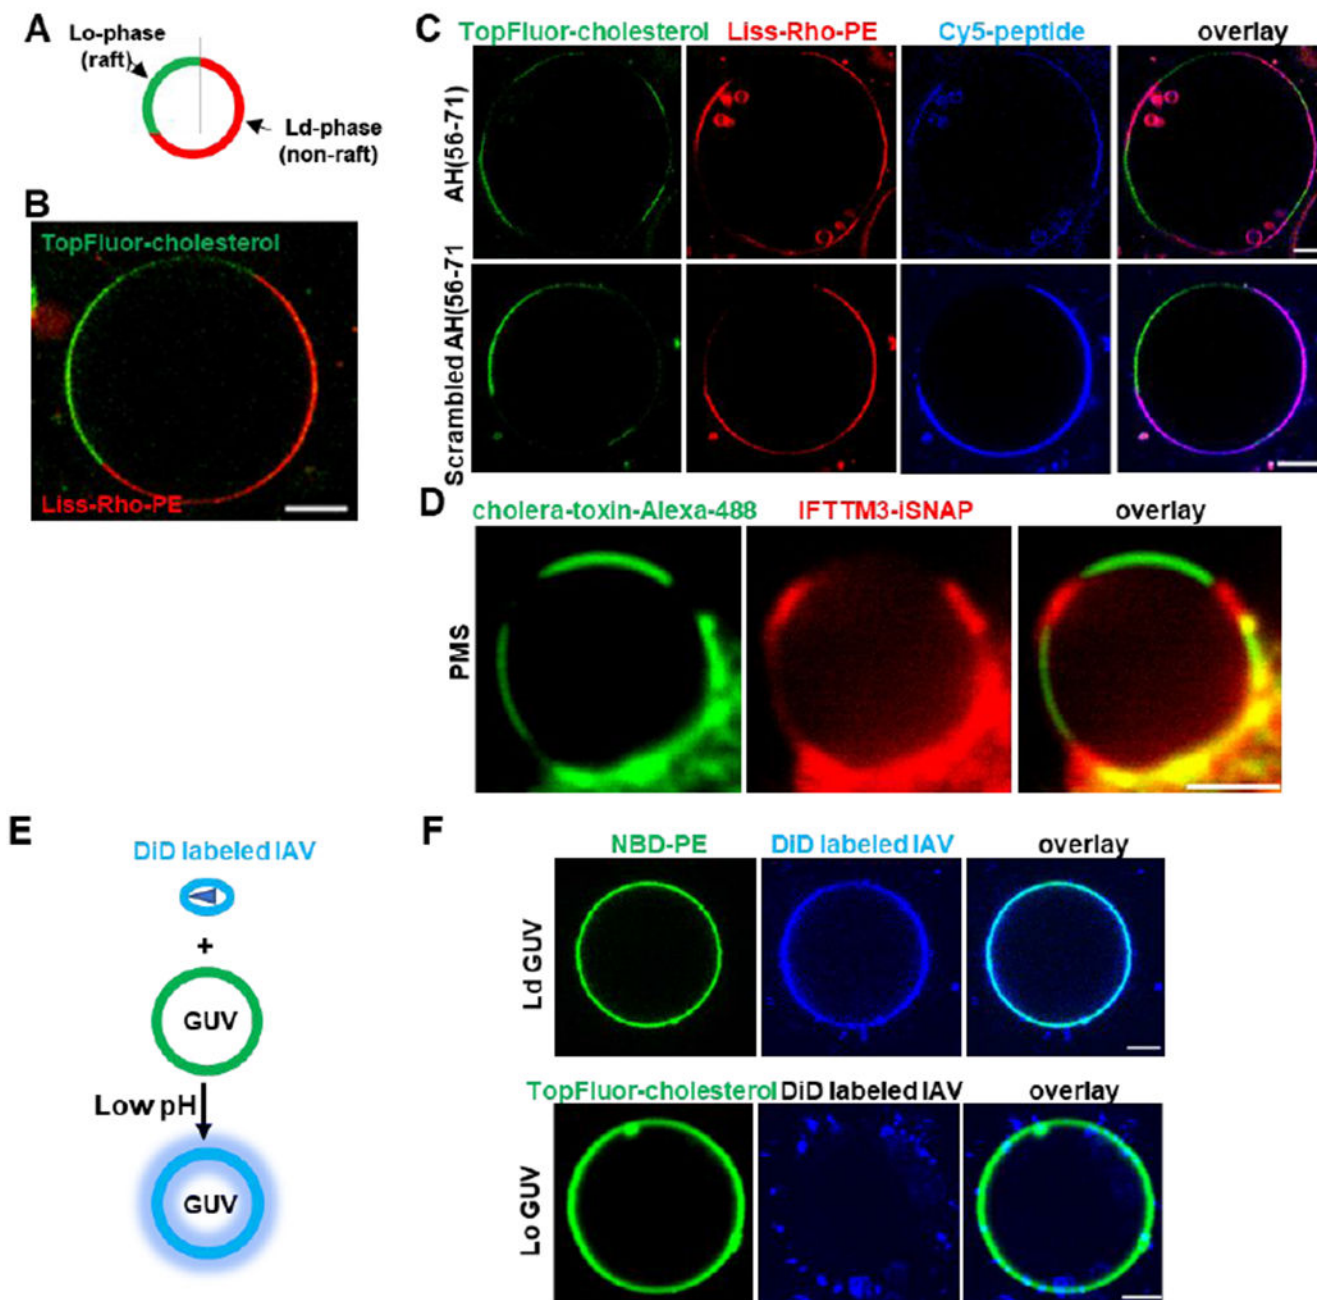 A
Lo-phase
(raft)
Ld-phase
(non-raft)
B
TopFluor-cholesterol
Liss-Rho-PE
C
TopFluor-cholesterol
Liss-Rho-PE
Cy5-peptide
overlay
AH(56-71)
Scrambled AH(56-71
D
cholera-toxin-Alexa-488
IFTTM3-iSNAP
overlay
PMS
E
DiD labeled IAV
+
GUV
Low pH
GUV
F
NBD-PE
DiD labeled IAV
overlay
Ld GUV
TopFluor-cholesterol
DiD labeled IAV
overlay
Lo GUV